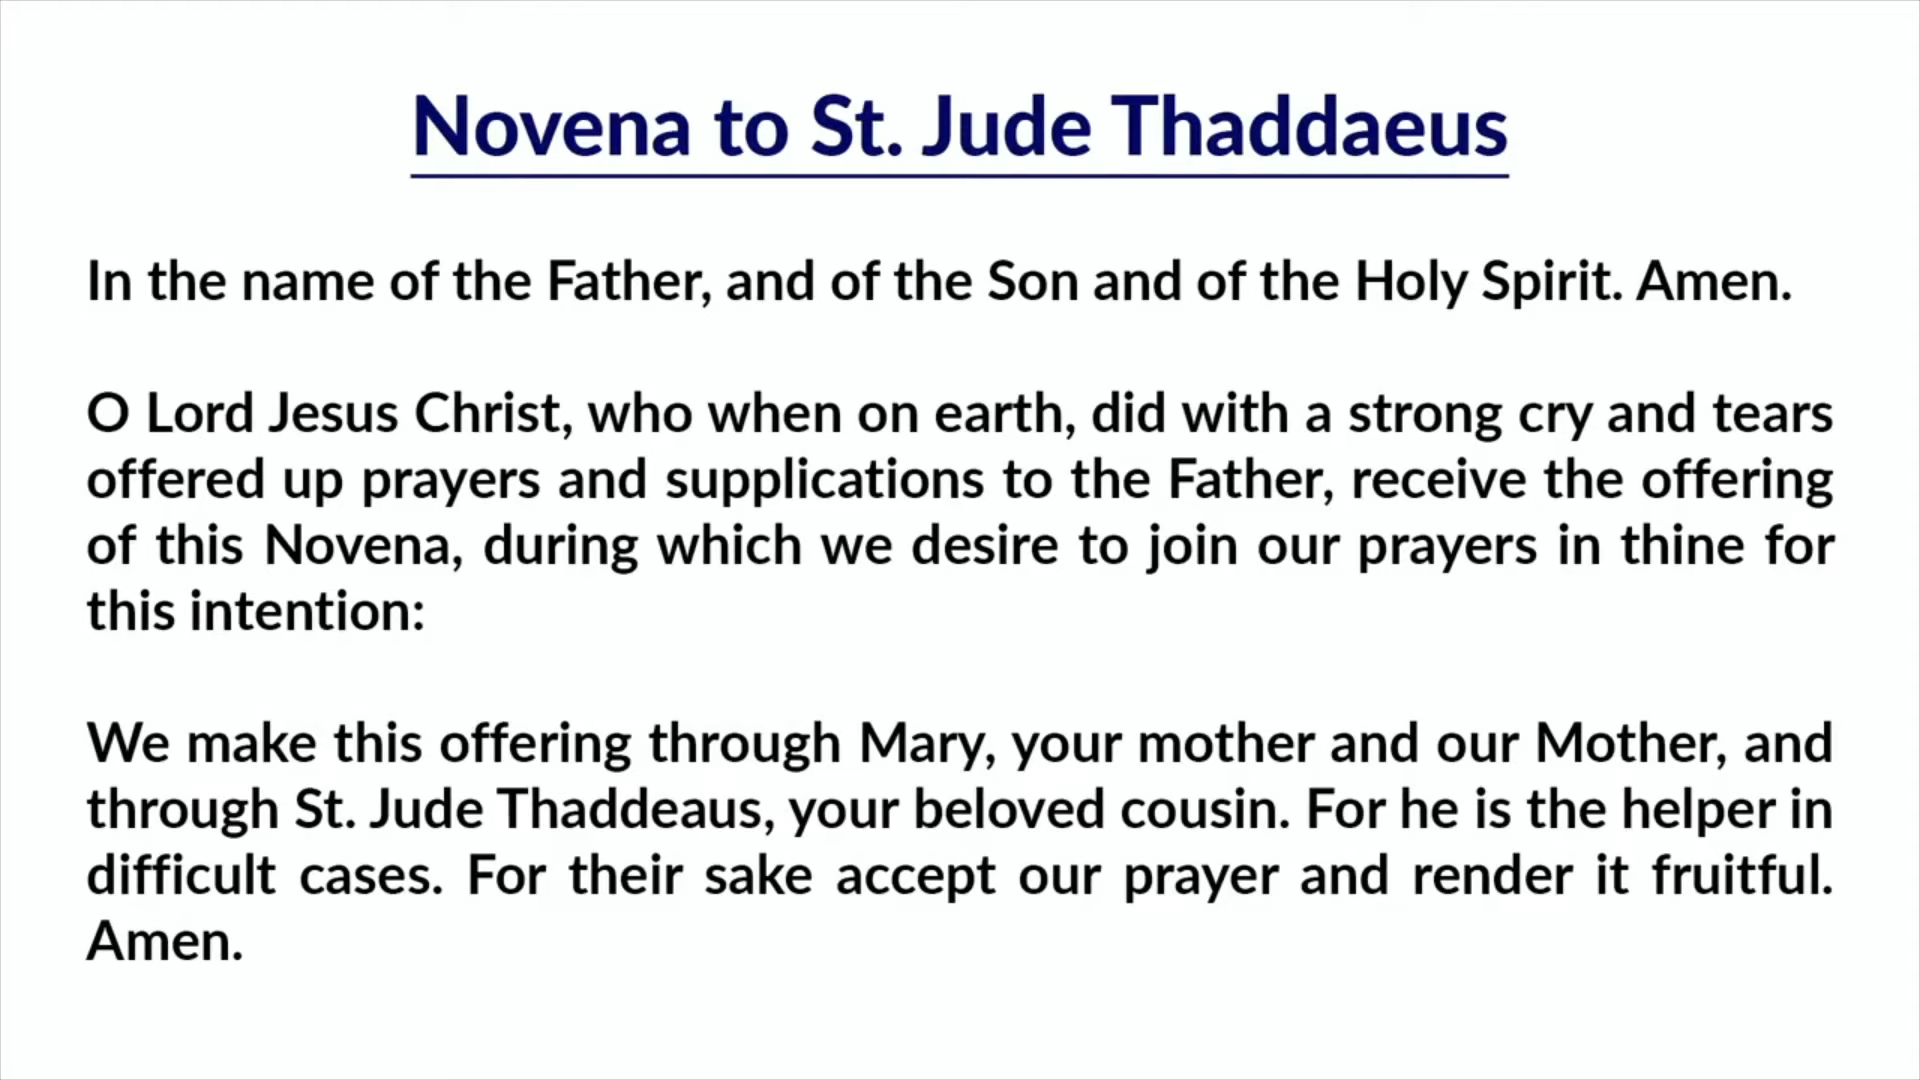 Novena to St. Jude Thaddaeus
In the name of the Father, and of the Son and of the Holy Spirit. Amen.
O Lord Jesus Christ, who when on earth, did with a strong cry and tears
offered up prayers and supplications to the Father, receive the offering
of this Novena, during which we desire to join our prayers in thine for
this intention:
We make this offering through Mary, your mother and our Mother, and
through St. Jude Thaddeaus, your beloved cousin. For he is the helper in
difficult cases. For their sake accept our prayer and render it fruitful.
Amen.